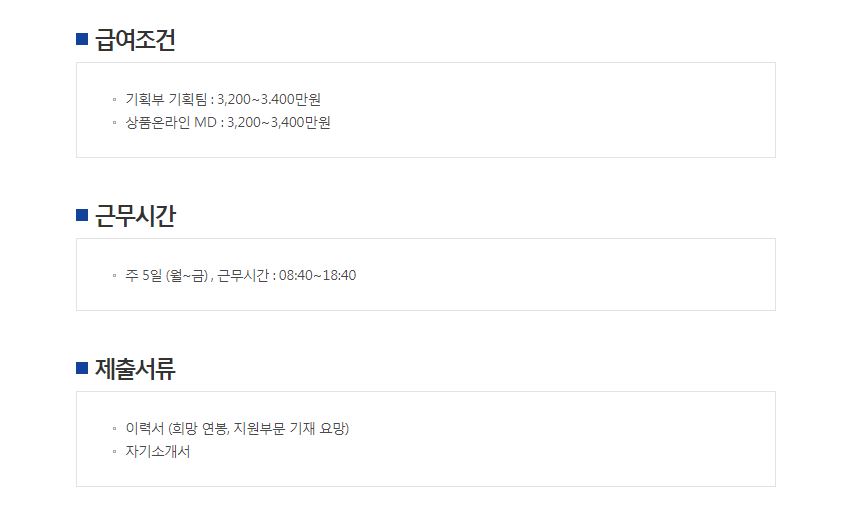 급여조건
기획부 기획팀 : 3,200~3.400만원
상품온라인 MD : 3,200~3,400만원
근무시간
주 5일 (월~금) , 근무시간 : 08:40~18:40
제출서류
이력서 (희망 연봉, 지원부문 기재 요망)
자기소개서